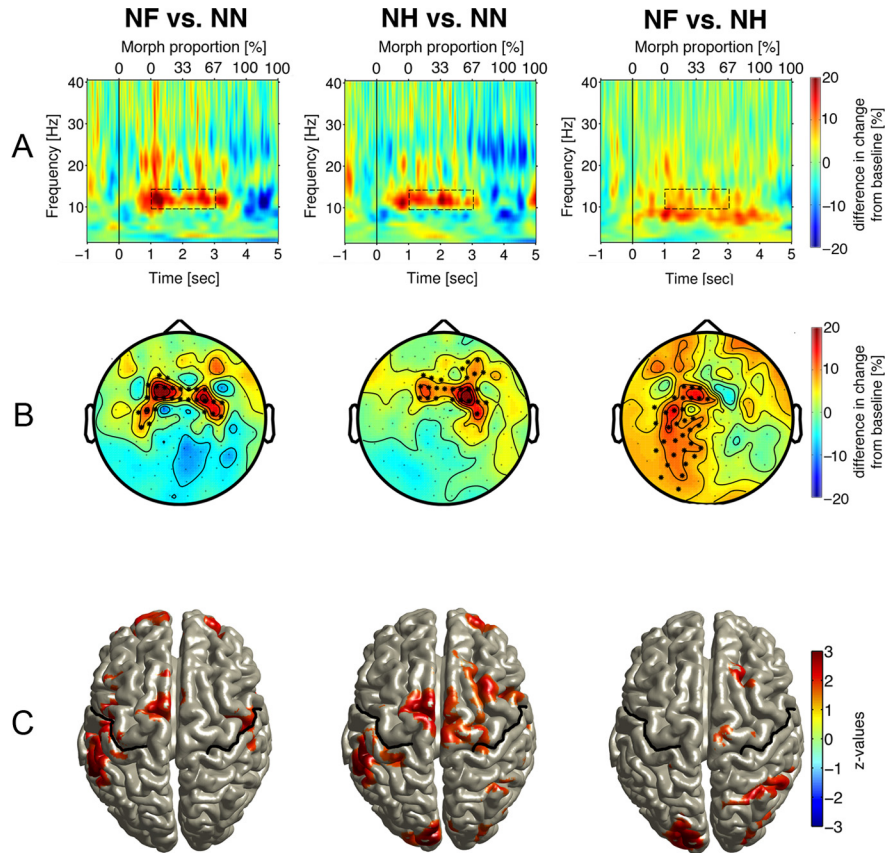 NF vs. NN
NH vs. NN
NF vs. NH
Morph proportion [%]
Morph proportion [%]
Morph proportion [%]
0 0 33 67 100 100
0 0 33 67 100 100
0 0 33 67 100 100
A
Frequency [Hz]
40
30
20
10
−1 0 1 2 3 4 5
Time [sec]
Frequency [Hz]
40
30
20
10
−1 0 1 2 3 4 5
Time [sec]
Frequency [Hz]
40
30
20
10
−1 0 1 2 3 4 5
Time [sec]
20
10
0
−10
−20
difference in change
from baseline [%]
B
20
10
0
−10
−20
difference in change
from baseline [%]
C
3
2
1
0
−1
−2
−3
z-values